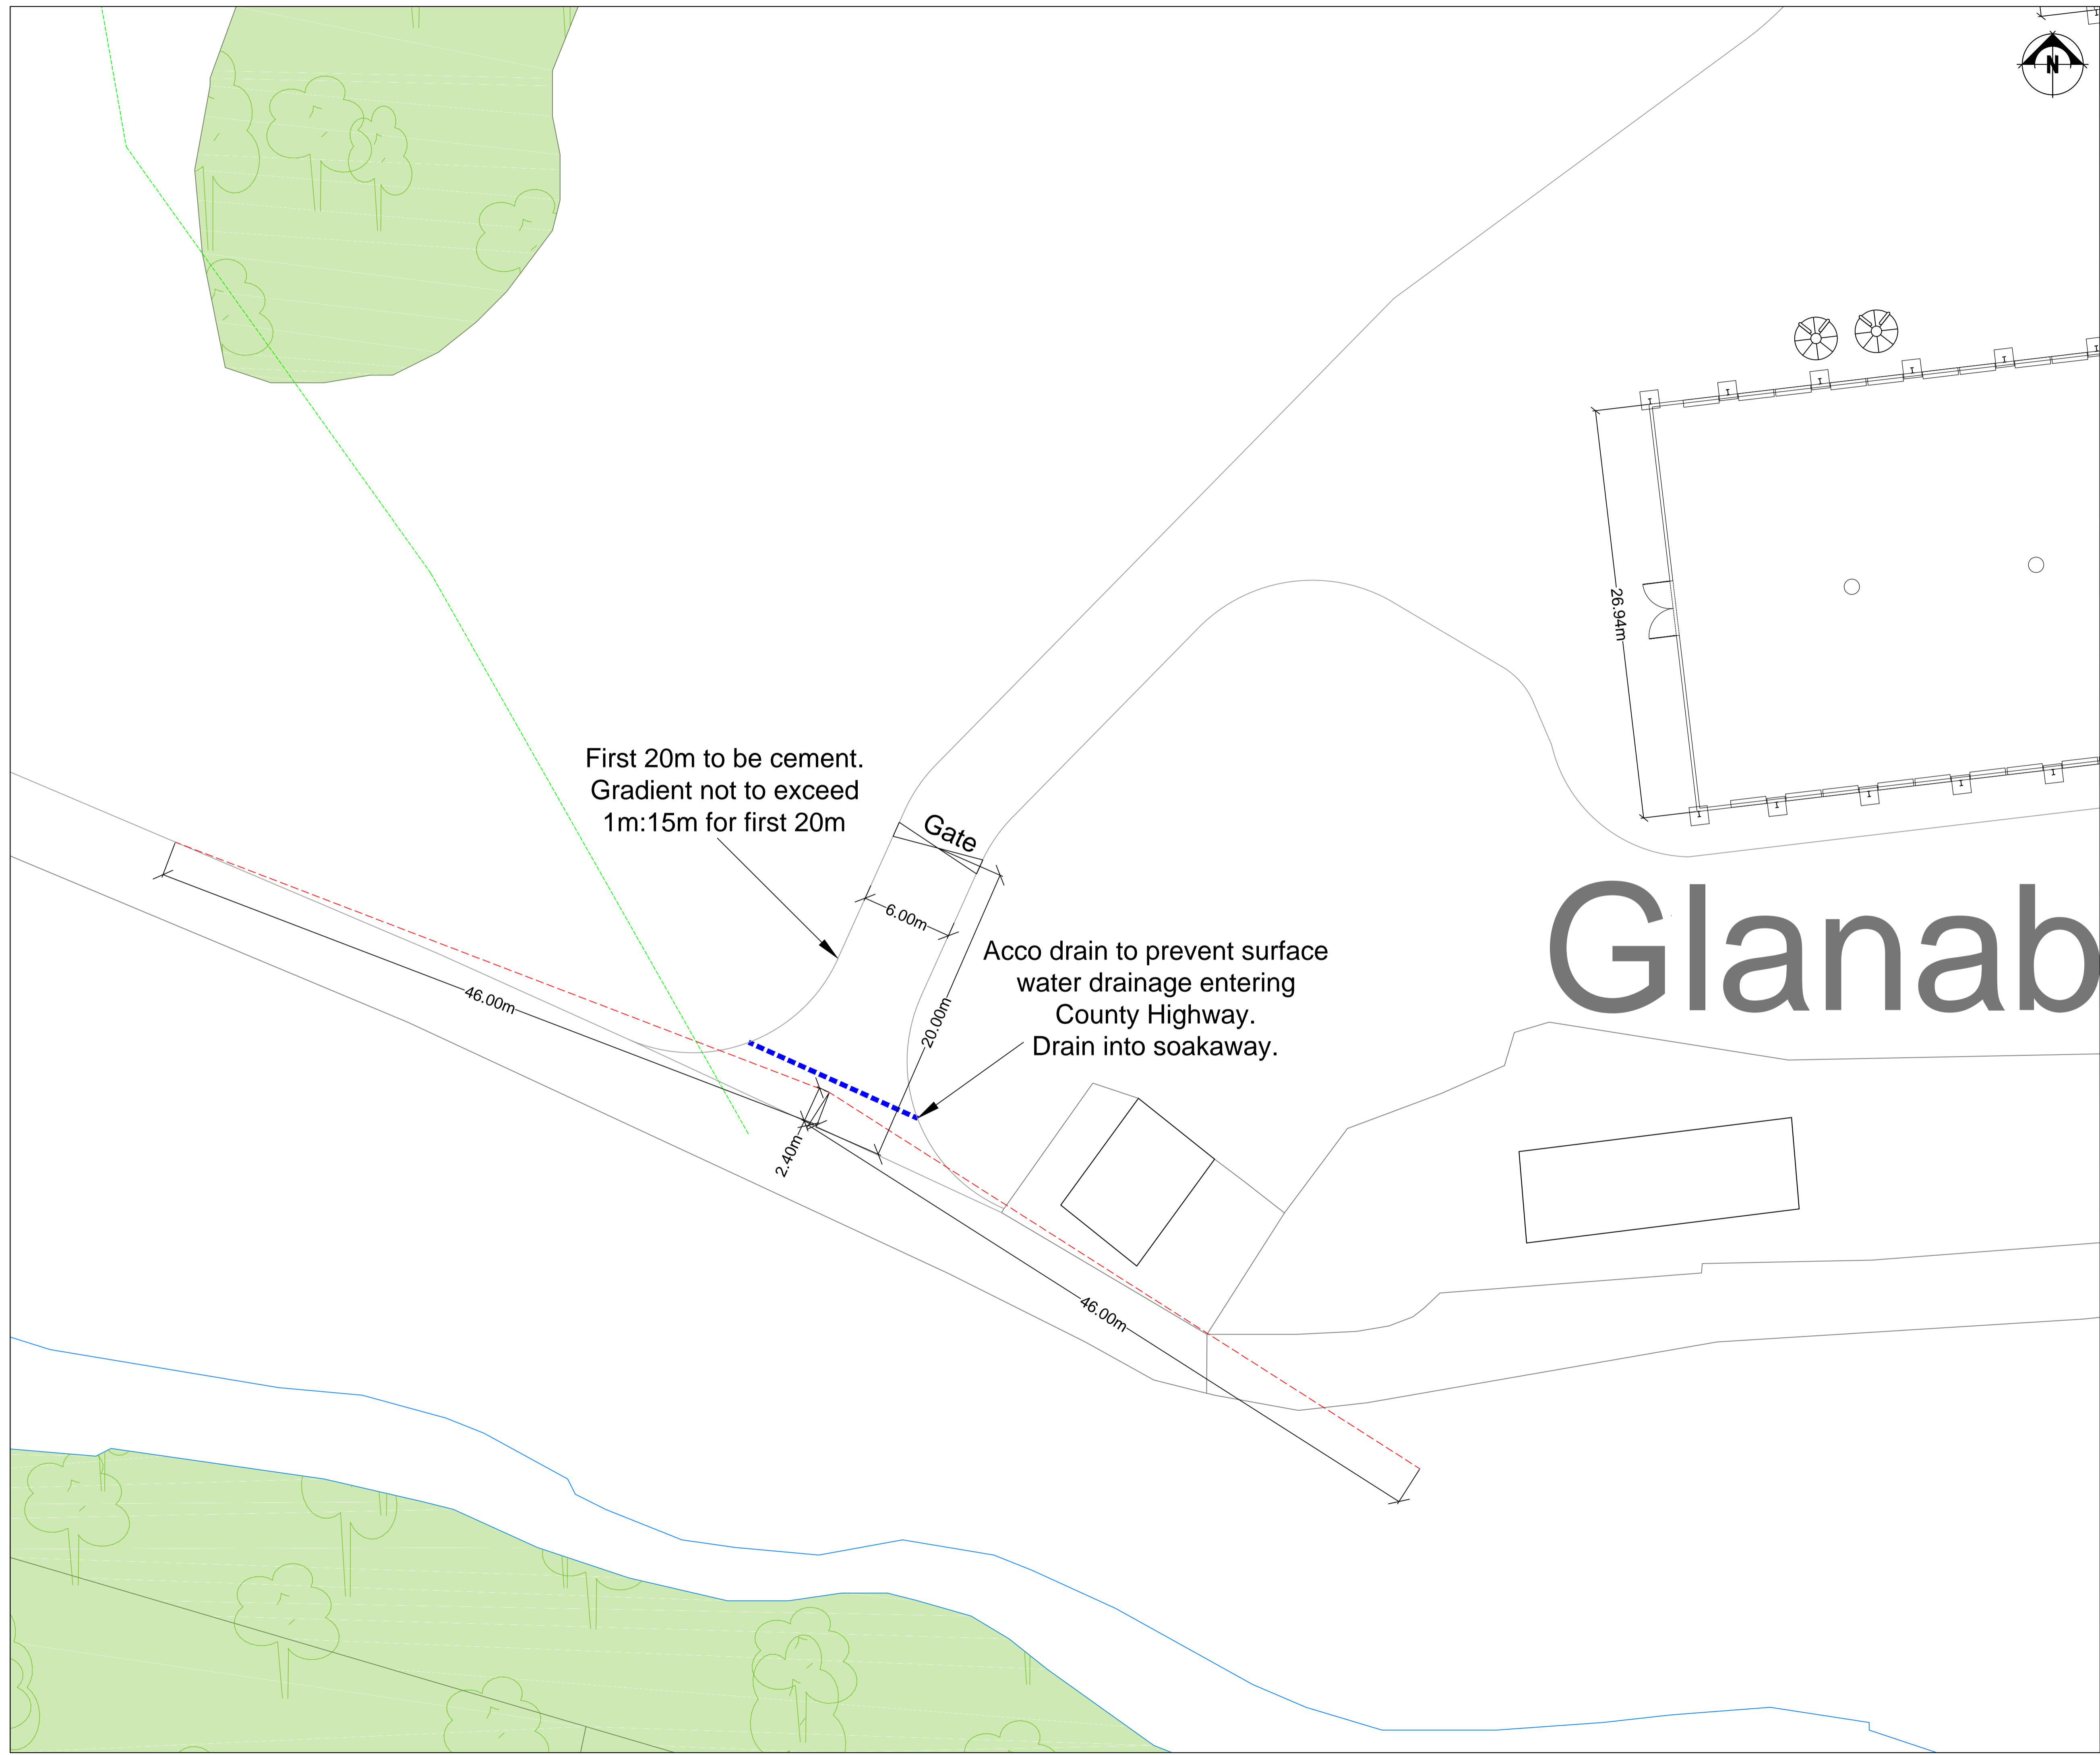 N
26.94m
First 20m to be cement.
Gradient not to exceed
1m:15m for first 20m
Gate
6.00m
Glanab
Acco drain to prevent surface
water drainage entering
County Highway.
Drain into soakaway.
46.00m
20.00m
2.40m
46.00m